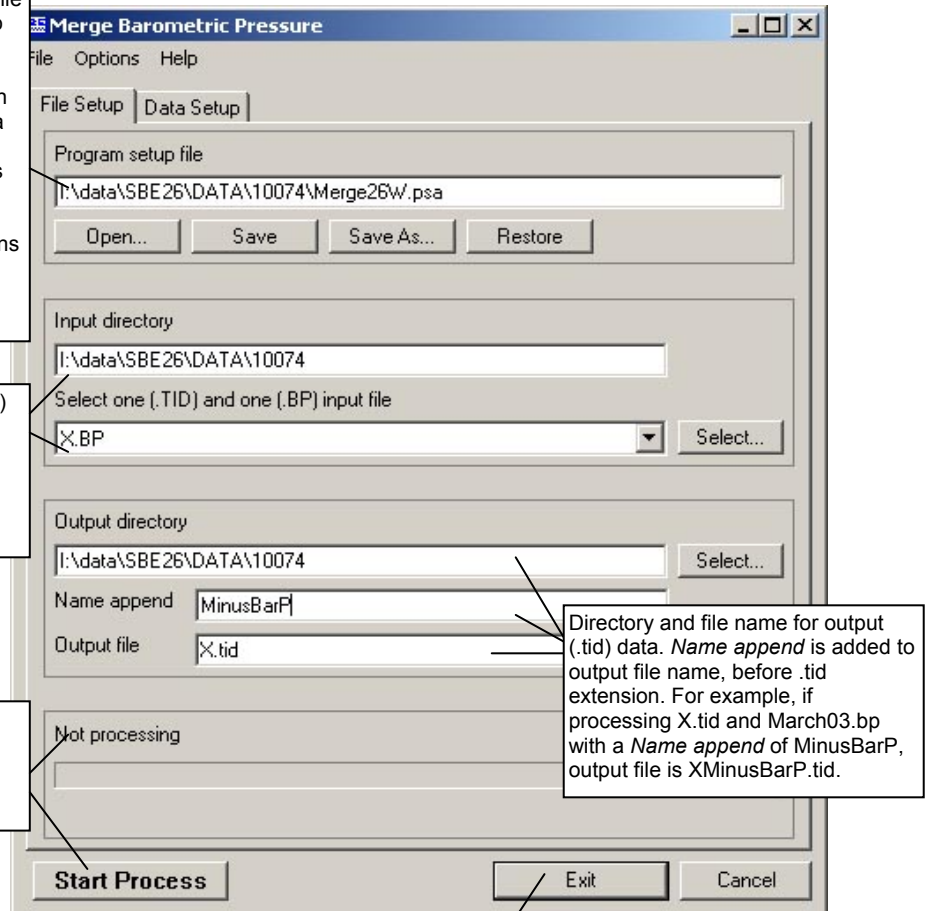 Merge Barometric Pressure
File Options Help
File Setup Data Setup
Program setup file
I:\data\SBE26\DATA\10074\Merge26W.psa
Open... Save Save As... Restore
Input directory
I:\data\SBE26\DATA\10074
Select one (.TID) and one (.BP) input file
X.BP Select...
Output directory
I:\data\SBE26\DATA\10074 Select...
Name append MinusBarP
Output file X.tid
Directory and file name for output
(.tid) data. Name append is added to
output file name, before .tid
extension. For example, if
processing X.tid and March03.bp
with a Name append of MinusBarP,
output file is XMinusBarP.tid.
Not processing
Start Process Exit Cancel